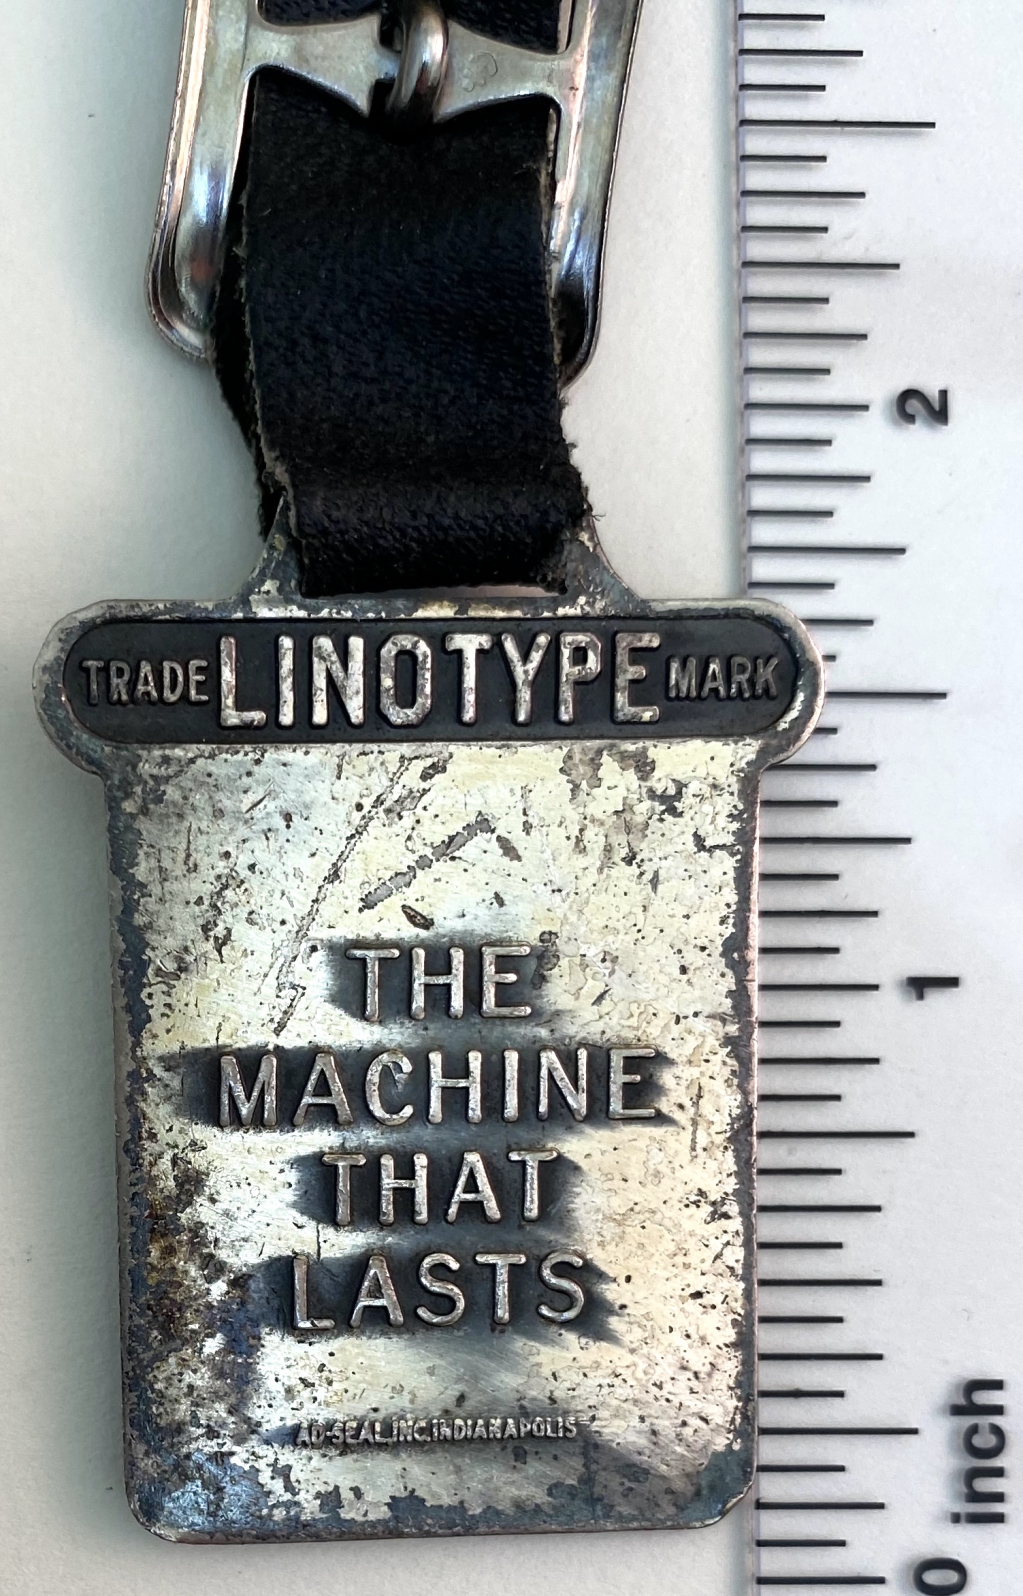 2
TRADE LINOTYPE MARK
THE
MACHINE
THAT
LASTS
1
AD-SEAL, INC. INDIANAPOLIS
inch
0